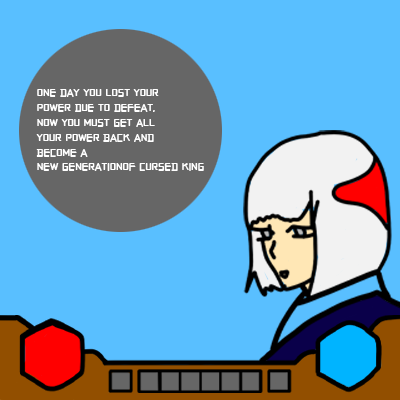 ONE DAY YOU LOST YOUR
POWER DUE TO DEFEAT,
NOW YOU MUST GET ALL
YOUR POWER BACK AND
BECOME A
NEW GENERATIONOF CURSED KING